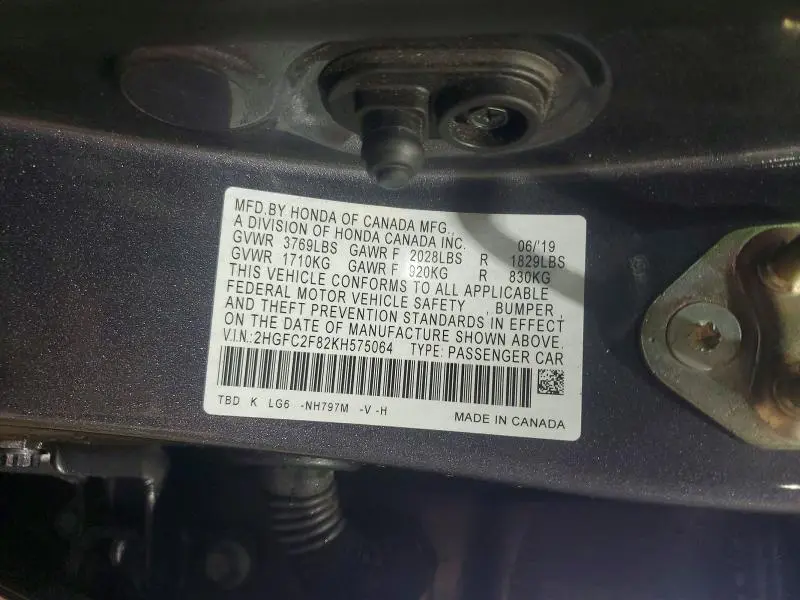 MFD.BY HONDA OF CANADA MFG.,
A DIVISION OF HONDA CANADA INC. 06/'19
GVWR 3769LBS GAWR F 2028LBS R 1829LBS
GVWR 1710KG GAWR F 920KG R 830KG
THIS VEHICLE CONFORMS TO ALL APPLICABLE
FEDERAL MOTOR VEHICLE SAFETY , BUMPER ,
AND THEFT PREVENTION STANDARDS IN EFFECT
ON THE DATE OF MANUFACTURE SHOWN ABOVE.
V.I.N.: 2HGFC2F82KH575064 TYPE: PASSENGER CAR
TBD K LG6 -NH797M -V -H
MADE IN CANADA